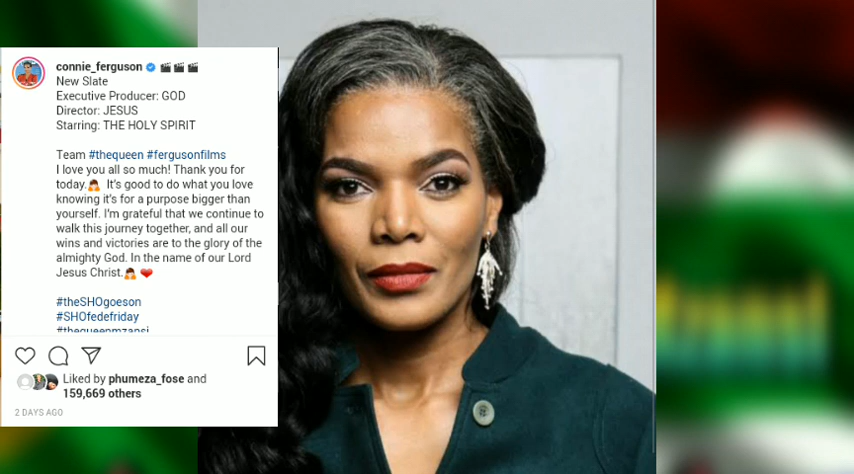 connie_ferguson
New Slate
Executive Producer: GOD
Director: JESUS
Starring: THE HOLY SPIRIT
Team #thequeen #fergusonfilms
I love you all so much! Thank you for
today. It's good to do what you love
knowing it's for a purpose bigger than
yourself. I'm grateful that we continue to
walk this journey together, and all our
wins and victories are to the glory of the
almighty God. In the name of our Lord
Jesus Christ.
#theSHOgoeson
#SHOfedefriday
#thequeenmzansi
Liked by phumeza_fose and
159,669 others
2 DAYS AGO